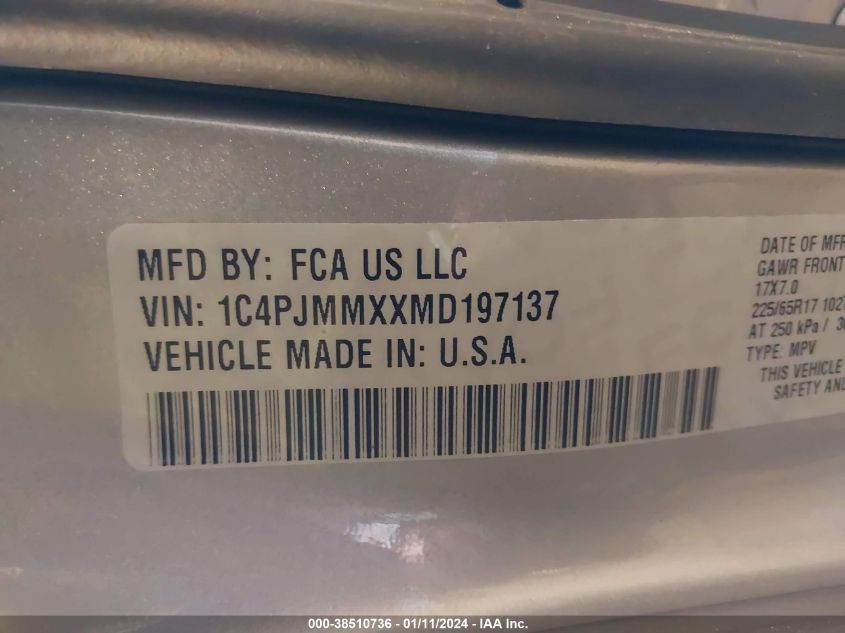 MFD BY: FCA US LLC
VIN: 1C4PJMMXXMD197137
VEHICLE MADE IN: U.S.A.
DATE OF MFR
GAWR FRONT
17X7.0
225/65R17
AT 250 kPa /
TYPE: MPV
THIS VEHICLE
SAFETY AND
000-38510736 - 01/11/2024 - IAA Inc.